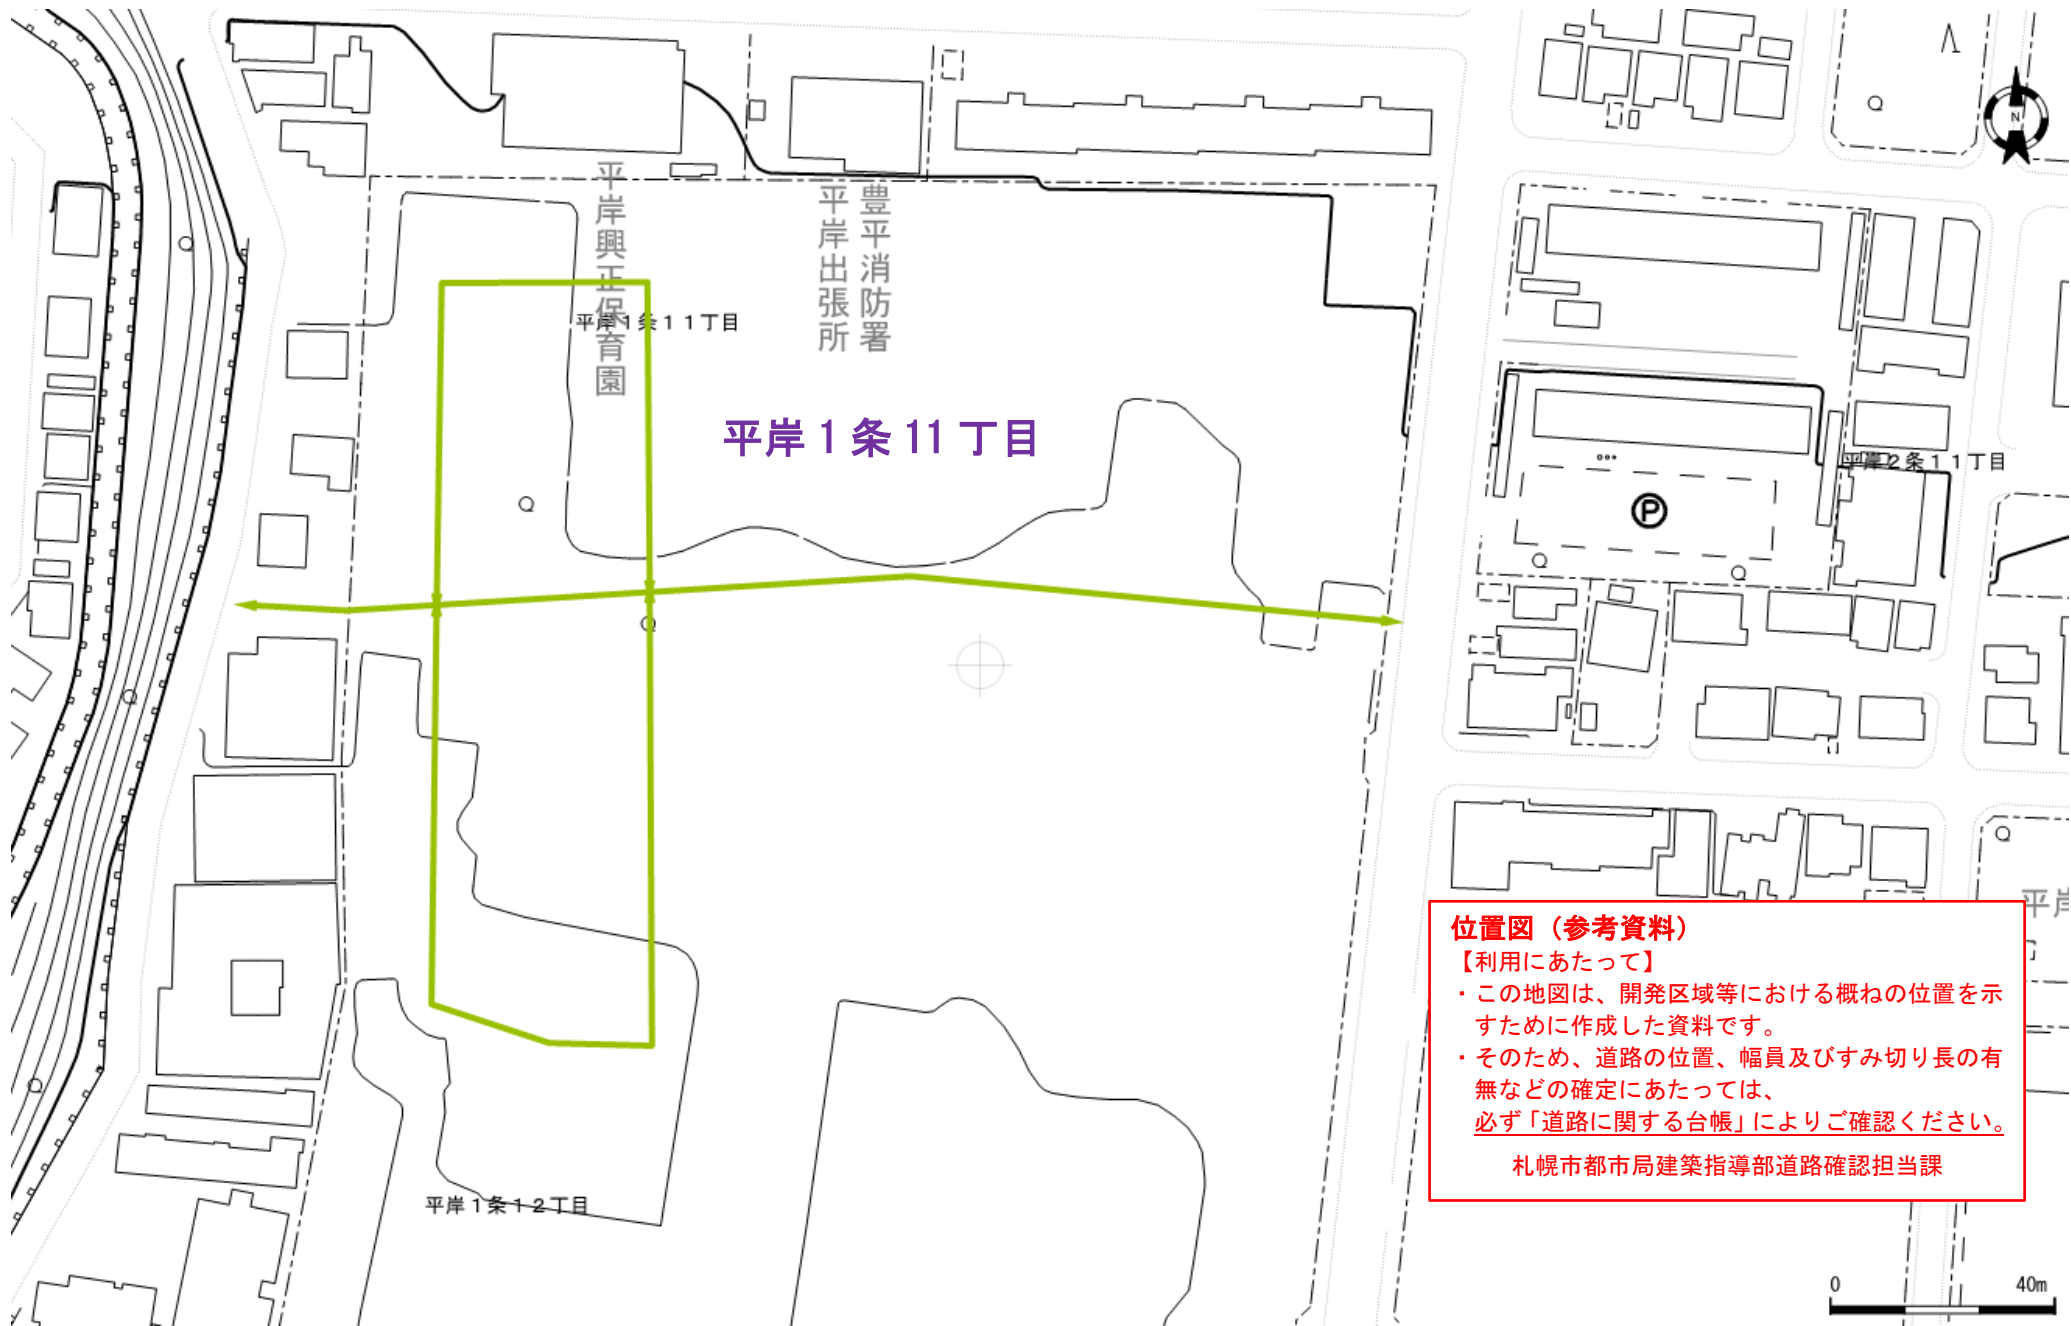 N
平岸興正保育園
豊平消防署
平岸出張所
平岸1条11丁目
平岸1条11丁目
平岸2条11丁目
P
平岸
位置図（参考資料）
【利用にあたって】
・この地図は、開発区域等における概ねの位置を示
すために作成した資料です。
・そのため、道路の位置、幅員及びすみ切り長の有
無などの確定にあたっては、
必ず「道路に関する台帳」によりご確認ください。
札幌市都市局建築指導部道路確認担当課
平岸1条12丁目
0 40m